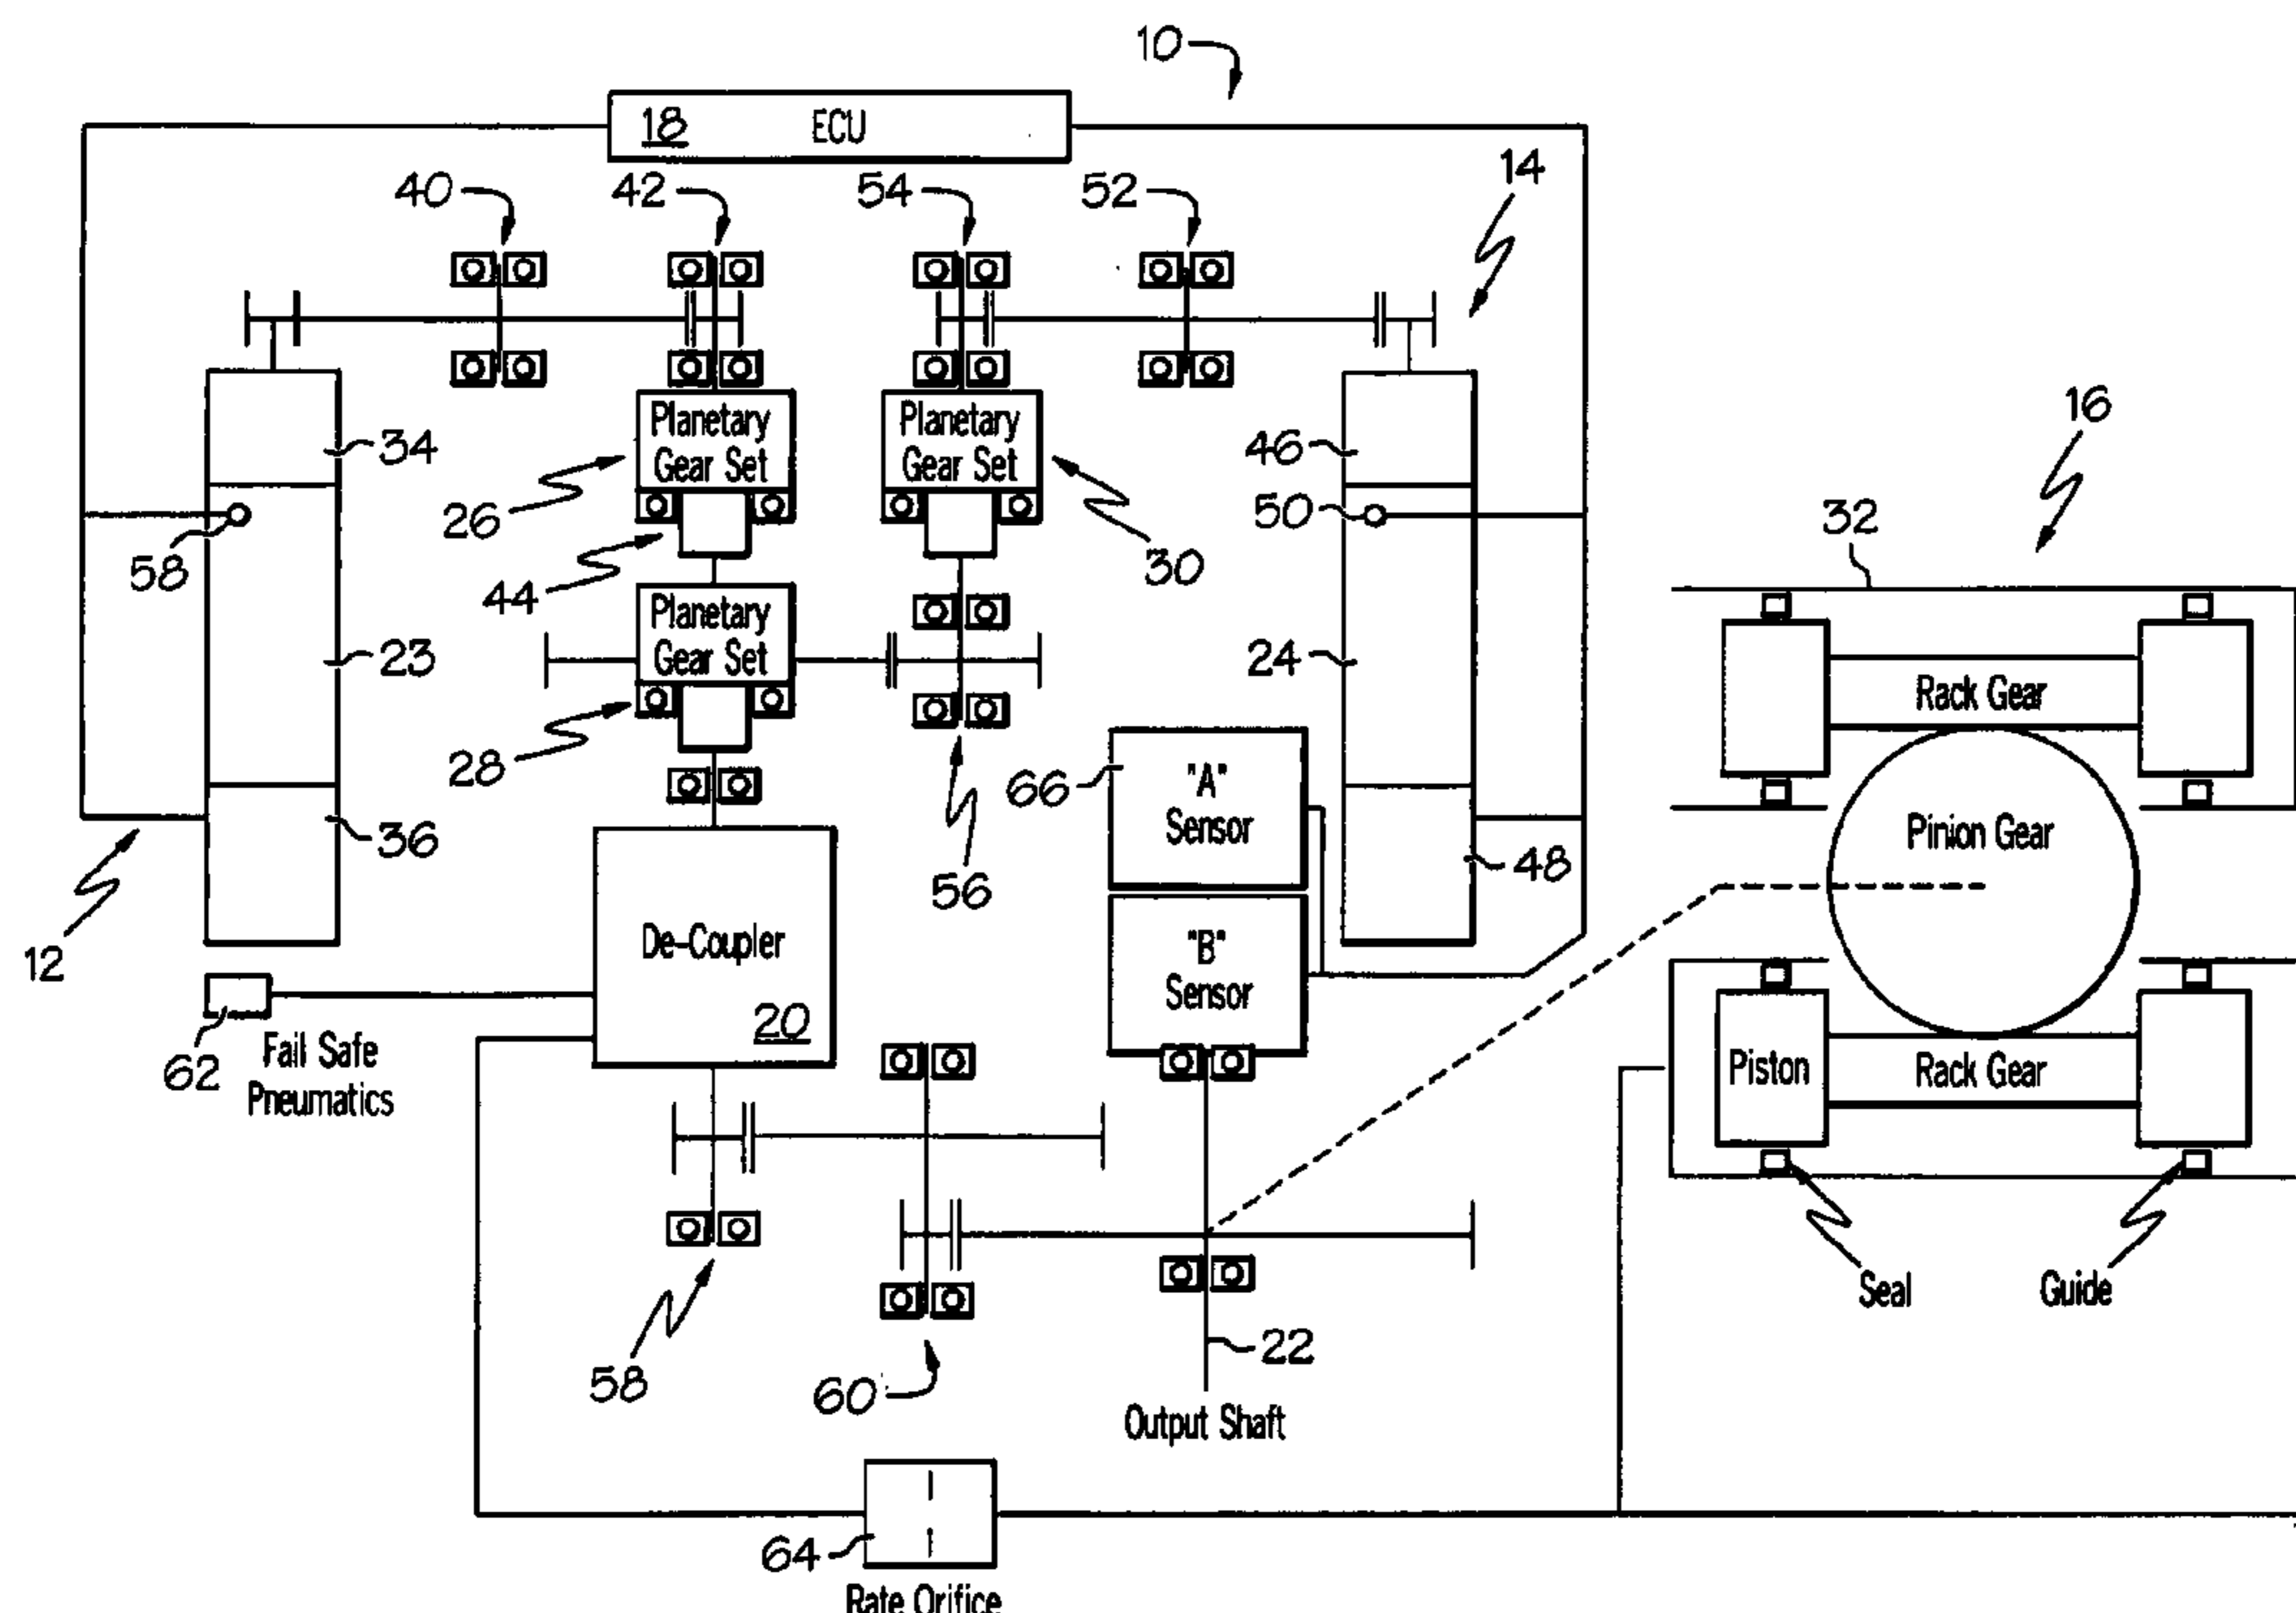 10
18 ECU
14
40 42 54 52
16
Planetary
Gear Set
Planetary
Gear Set
34
46
26
50
32
58
44
30
Planetary
Gear Set
23
24
Rack Gear
28
66
"A"
Sensor
Pinion Gear
36
56
48
De-Coupler
"B"
Sensor
12
20
62
Fail Safe
Pneumatics
Piston
Rack Gear
Seal
Guide
58
60
22
Output Shaft
64
Rate Orifice